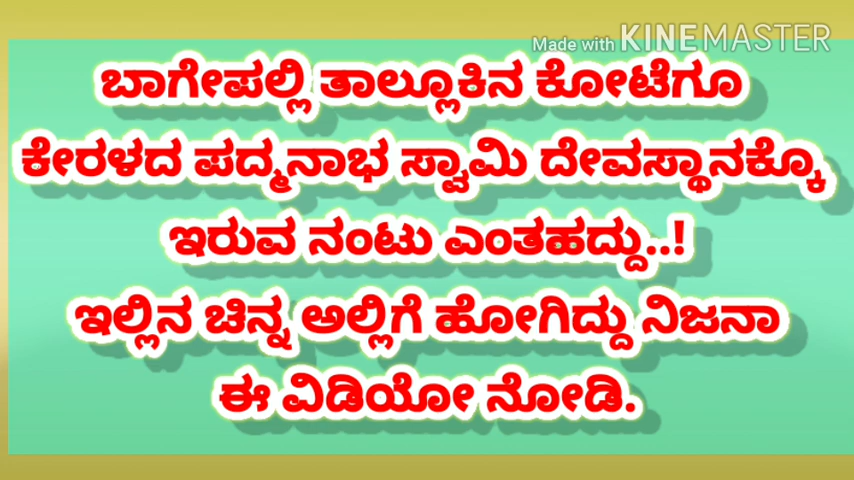 Made with KINEMASTER
ಬಾಗೇಪಲ್ಲಿ ತಾಲ್ಲೂಕಿನ ಕೋಟೆಗೂ
ಕೇರಳದ ಪದ್ಮನಾಭ ಸ್ವಾಮಿ ದೇವಸ್ಥಾನಕ್ಕೊ
ಇರುವ ನಂಟು ಎಂತಹದ್ದು..!
ಇಲ್ಲಿನ ಚಿನ್ನ ಅಲ್ಲಿಗೆ ಹೋಗಿದ್ದು ನಿಜನಾ
ಈ ವಿಡಿಯೋ ನೋಡಿ.